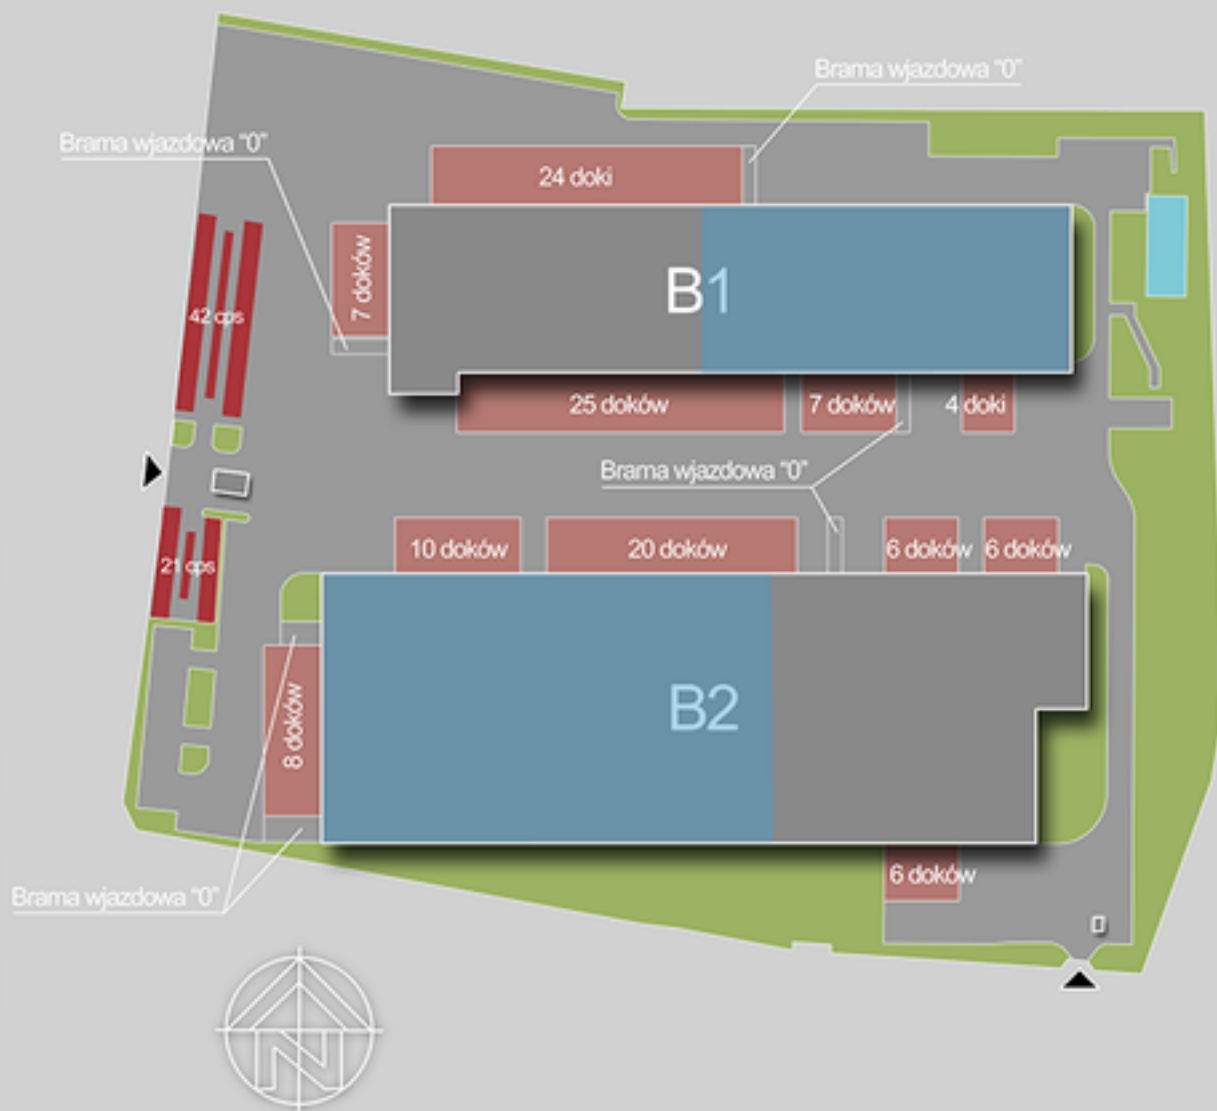 Brama wjazdowa "0"
Brama wjazdowa "0"
24 doki
7 doków
B1
42 cps
25 doków
7 doków
4 doki
Brama wjazdowa "0"
10 doków
20 doków
6 doków
6 doków
21 cps
8 doków
B2
6 doków
Brama wjazdowa "0"
N